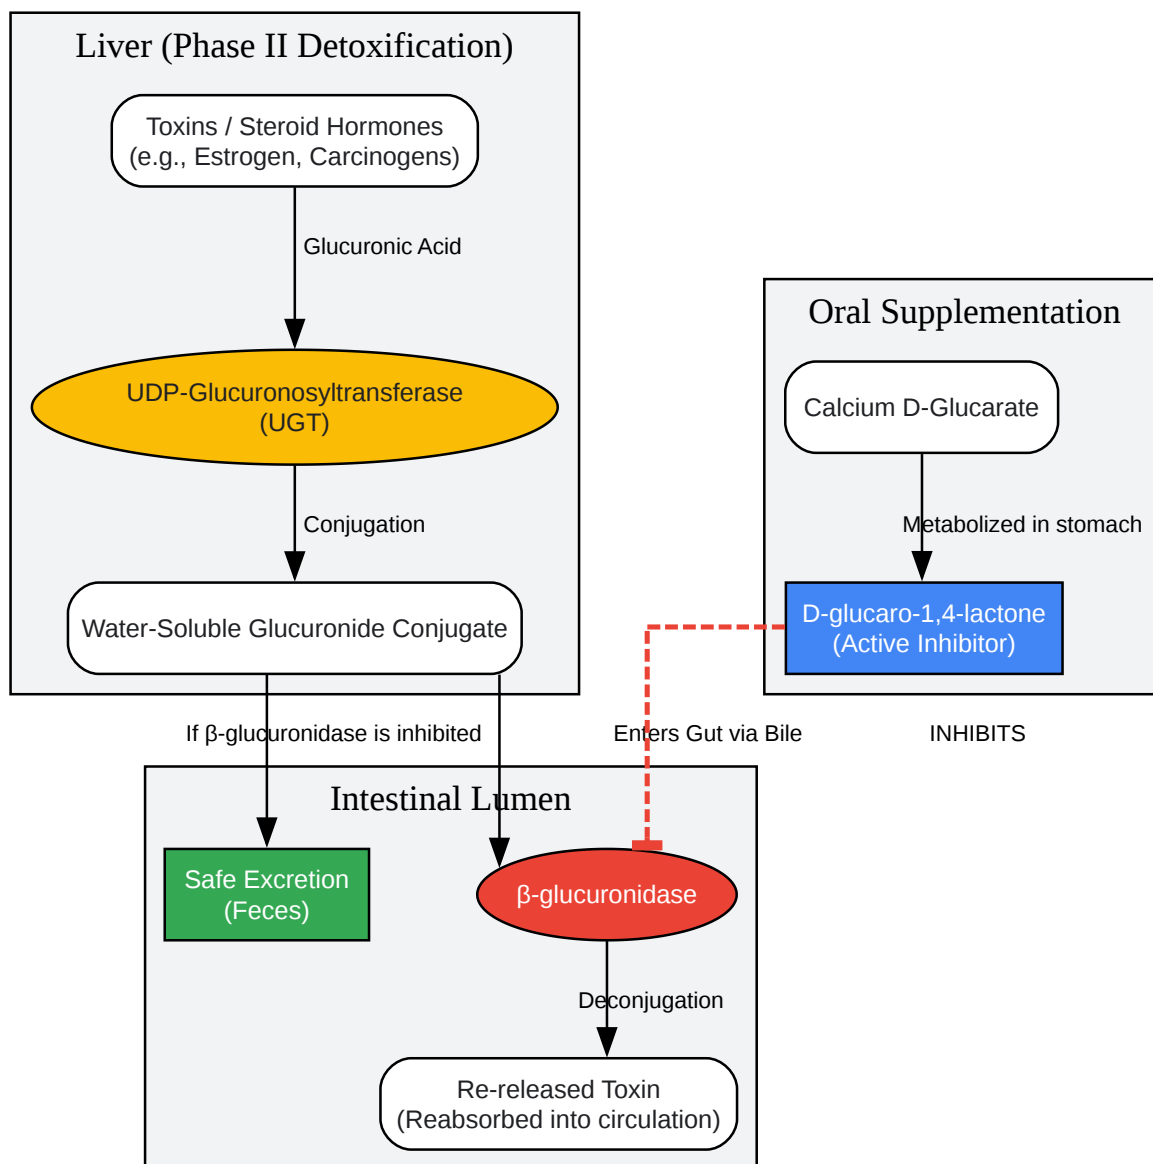 Liver (Phase II Detoxification)
Toxins / Steroid Hormones
(e.g., Estrogen, Carcinogens)
Glucuronic Acid
UDP-Glucuronosyltransferase
(UGT)
Conjugation
Water-Soluble Glucuronide Conjugate
Oral Supplementation
Calcium D-Glucarate
Metabolized in stomach
D-glucaro-1,4-lactone
(Active Inhibitor)
If β-glucuronidase is inhibited
Enters Gut via Bile
INHIBITS
Intestinal Lumen
Safe Excretion
(Feces)
β-glucuronidase
Deconjugation
Re-released Toxin
(Reabsorbed into circulation)